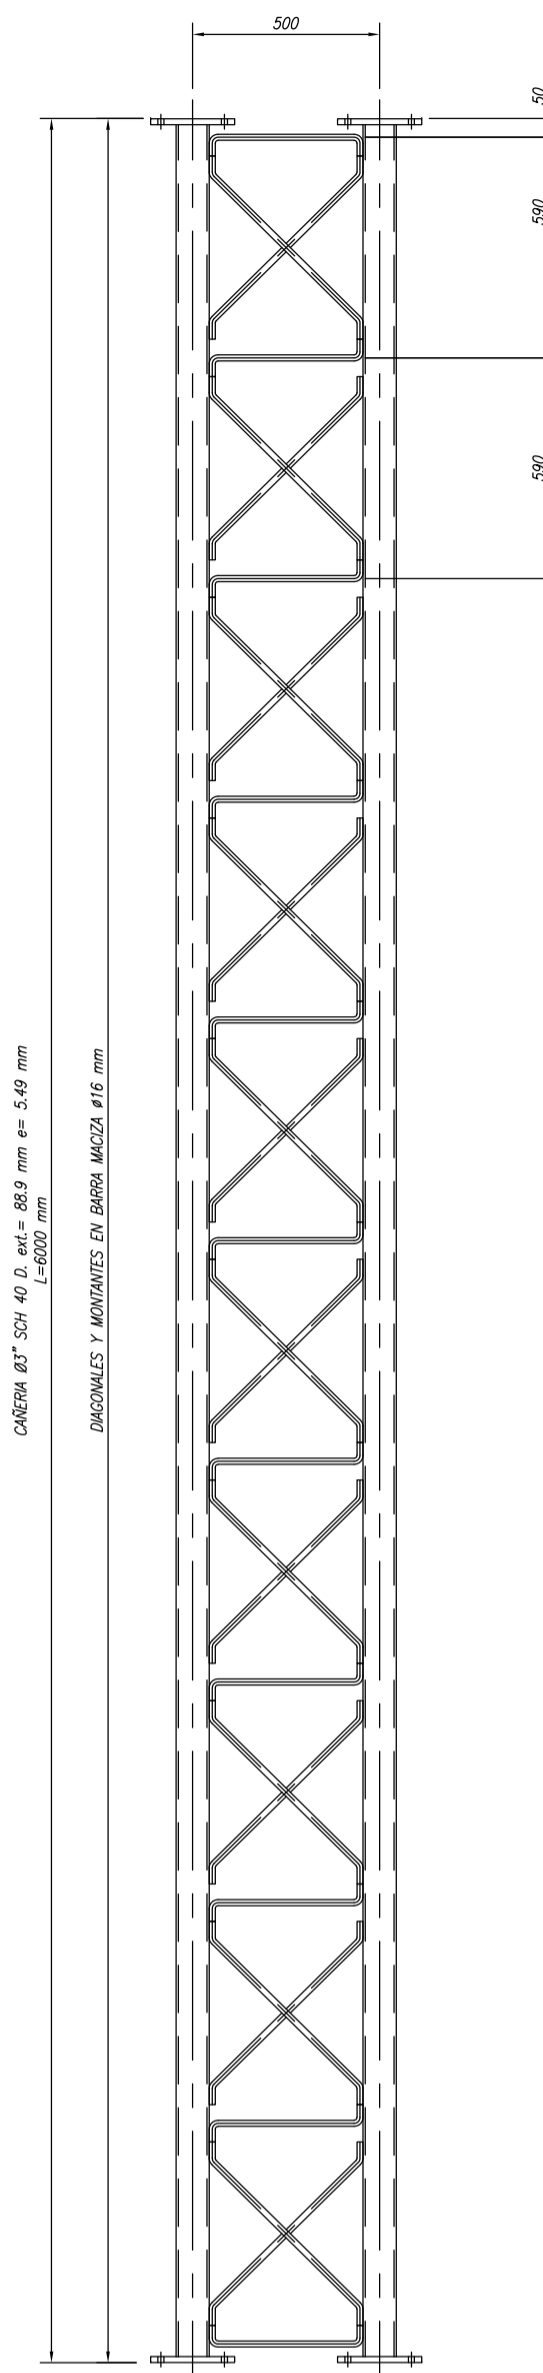 500
50
590
590
CAÑERIA Ø3" SCH 40 D. ext.= 88.9 mm e= 5.49 mm
L=6000 mm
DIAGONALES Y MONTANTES EN BARRA MACIZA ø16 mm